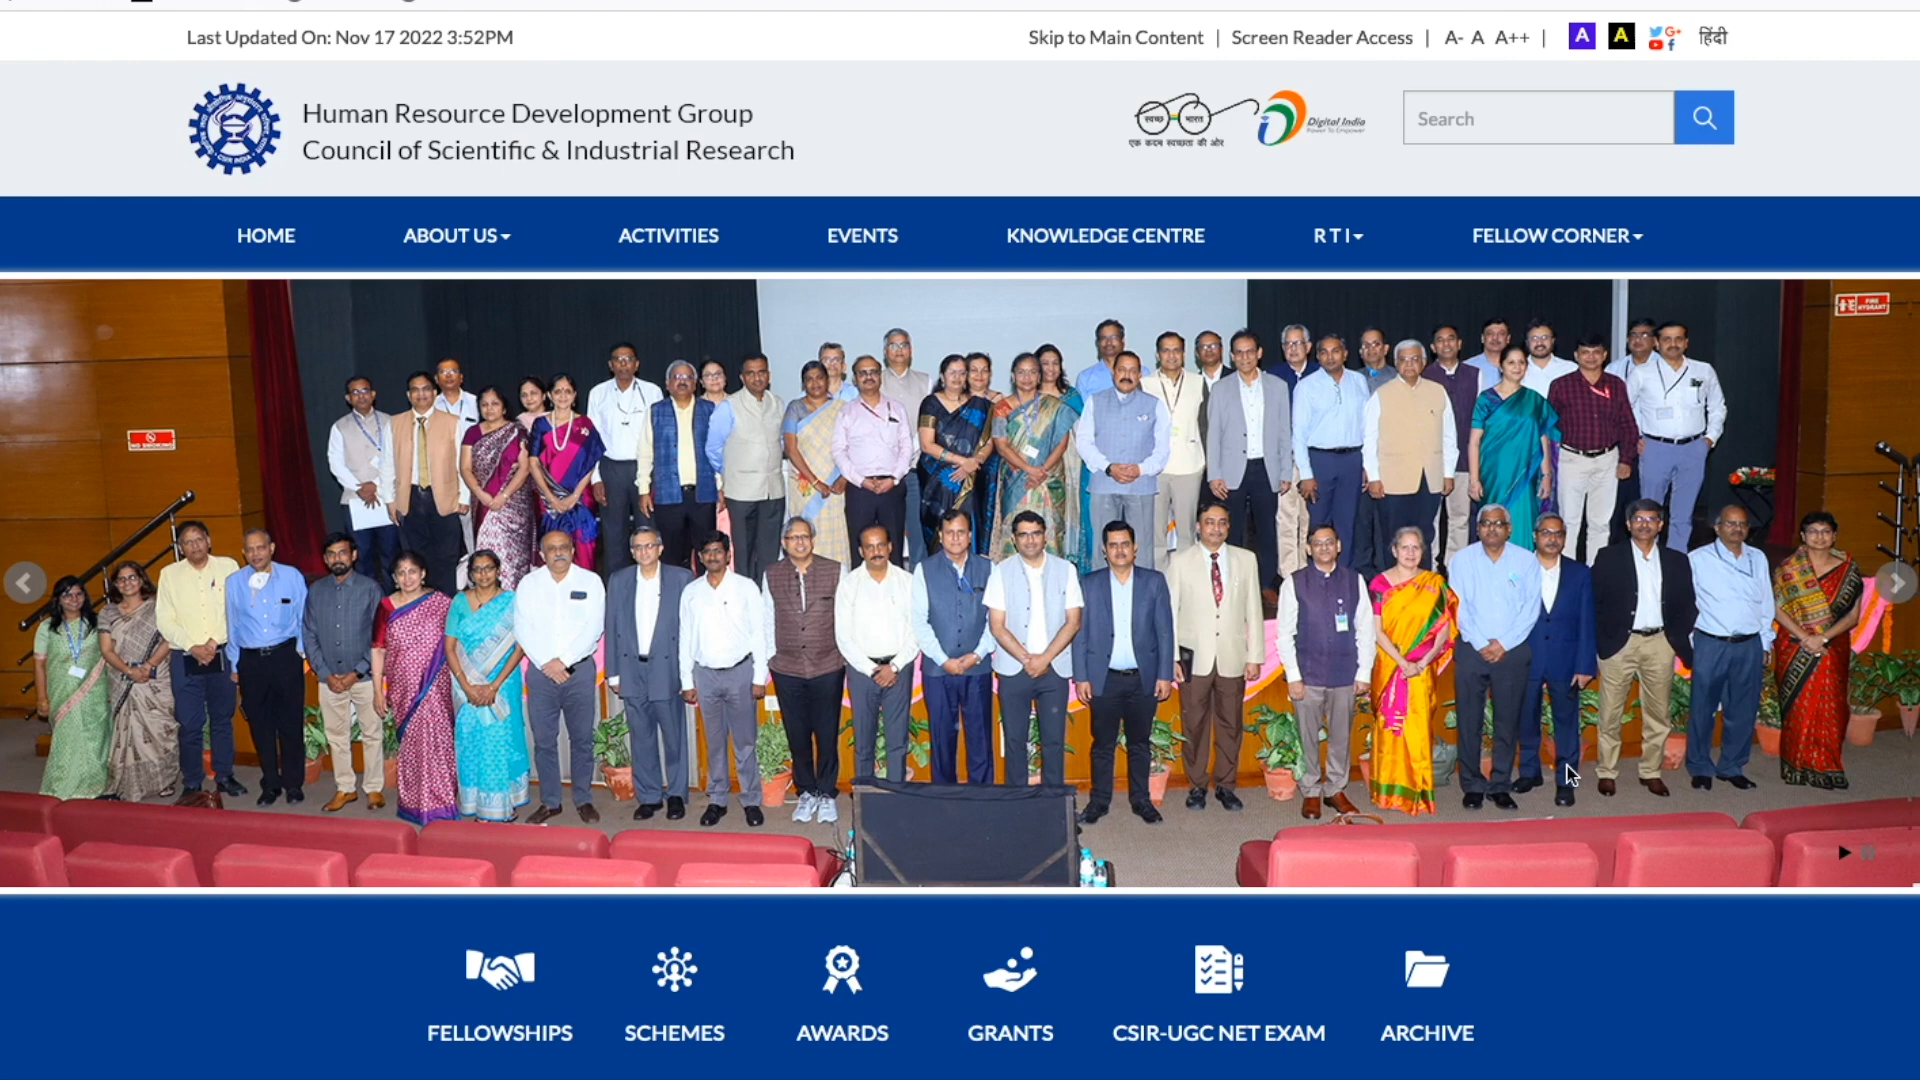 Last Updated On: Nov 17 2022 3:52PM
Skip to Main Content | Screen Reader Access | A- A A++ | A A हिंदी
Human Resource Development Group
Council of Scientific & Industrial Research
स्वच्छ भारत
एक कदम स्वच्छता की ओर
Digital India
Power To Empower
Search
HOME ABOUT US ACTIVITIES EVENTS KNOWLEDGE CENTRE R T I FELLOW CORNER
FIRE
HYDRANT
NO SMOKING
FELLOWSHIPS SCHEMES AWARDS GRANTS CSIR-UGC NET EXAM ARCHIVE